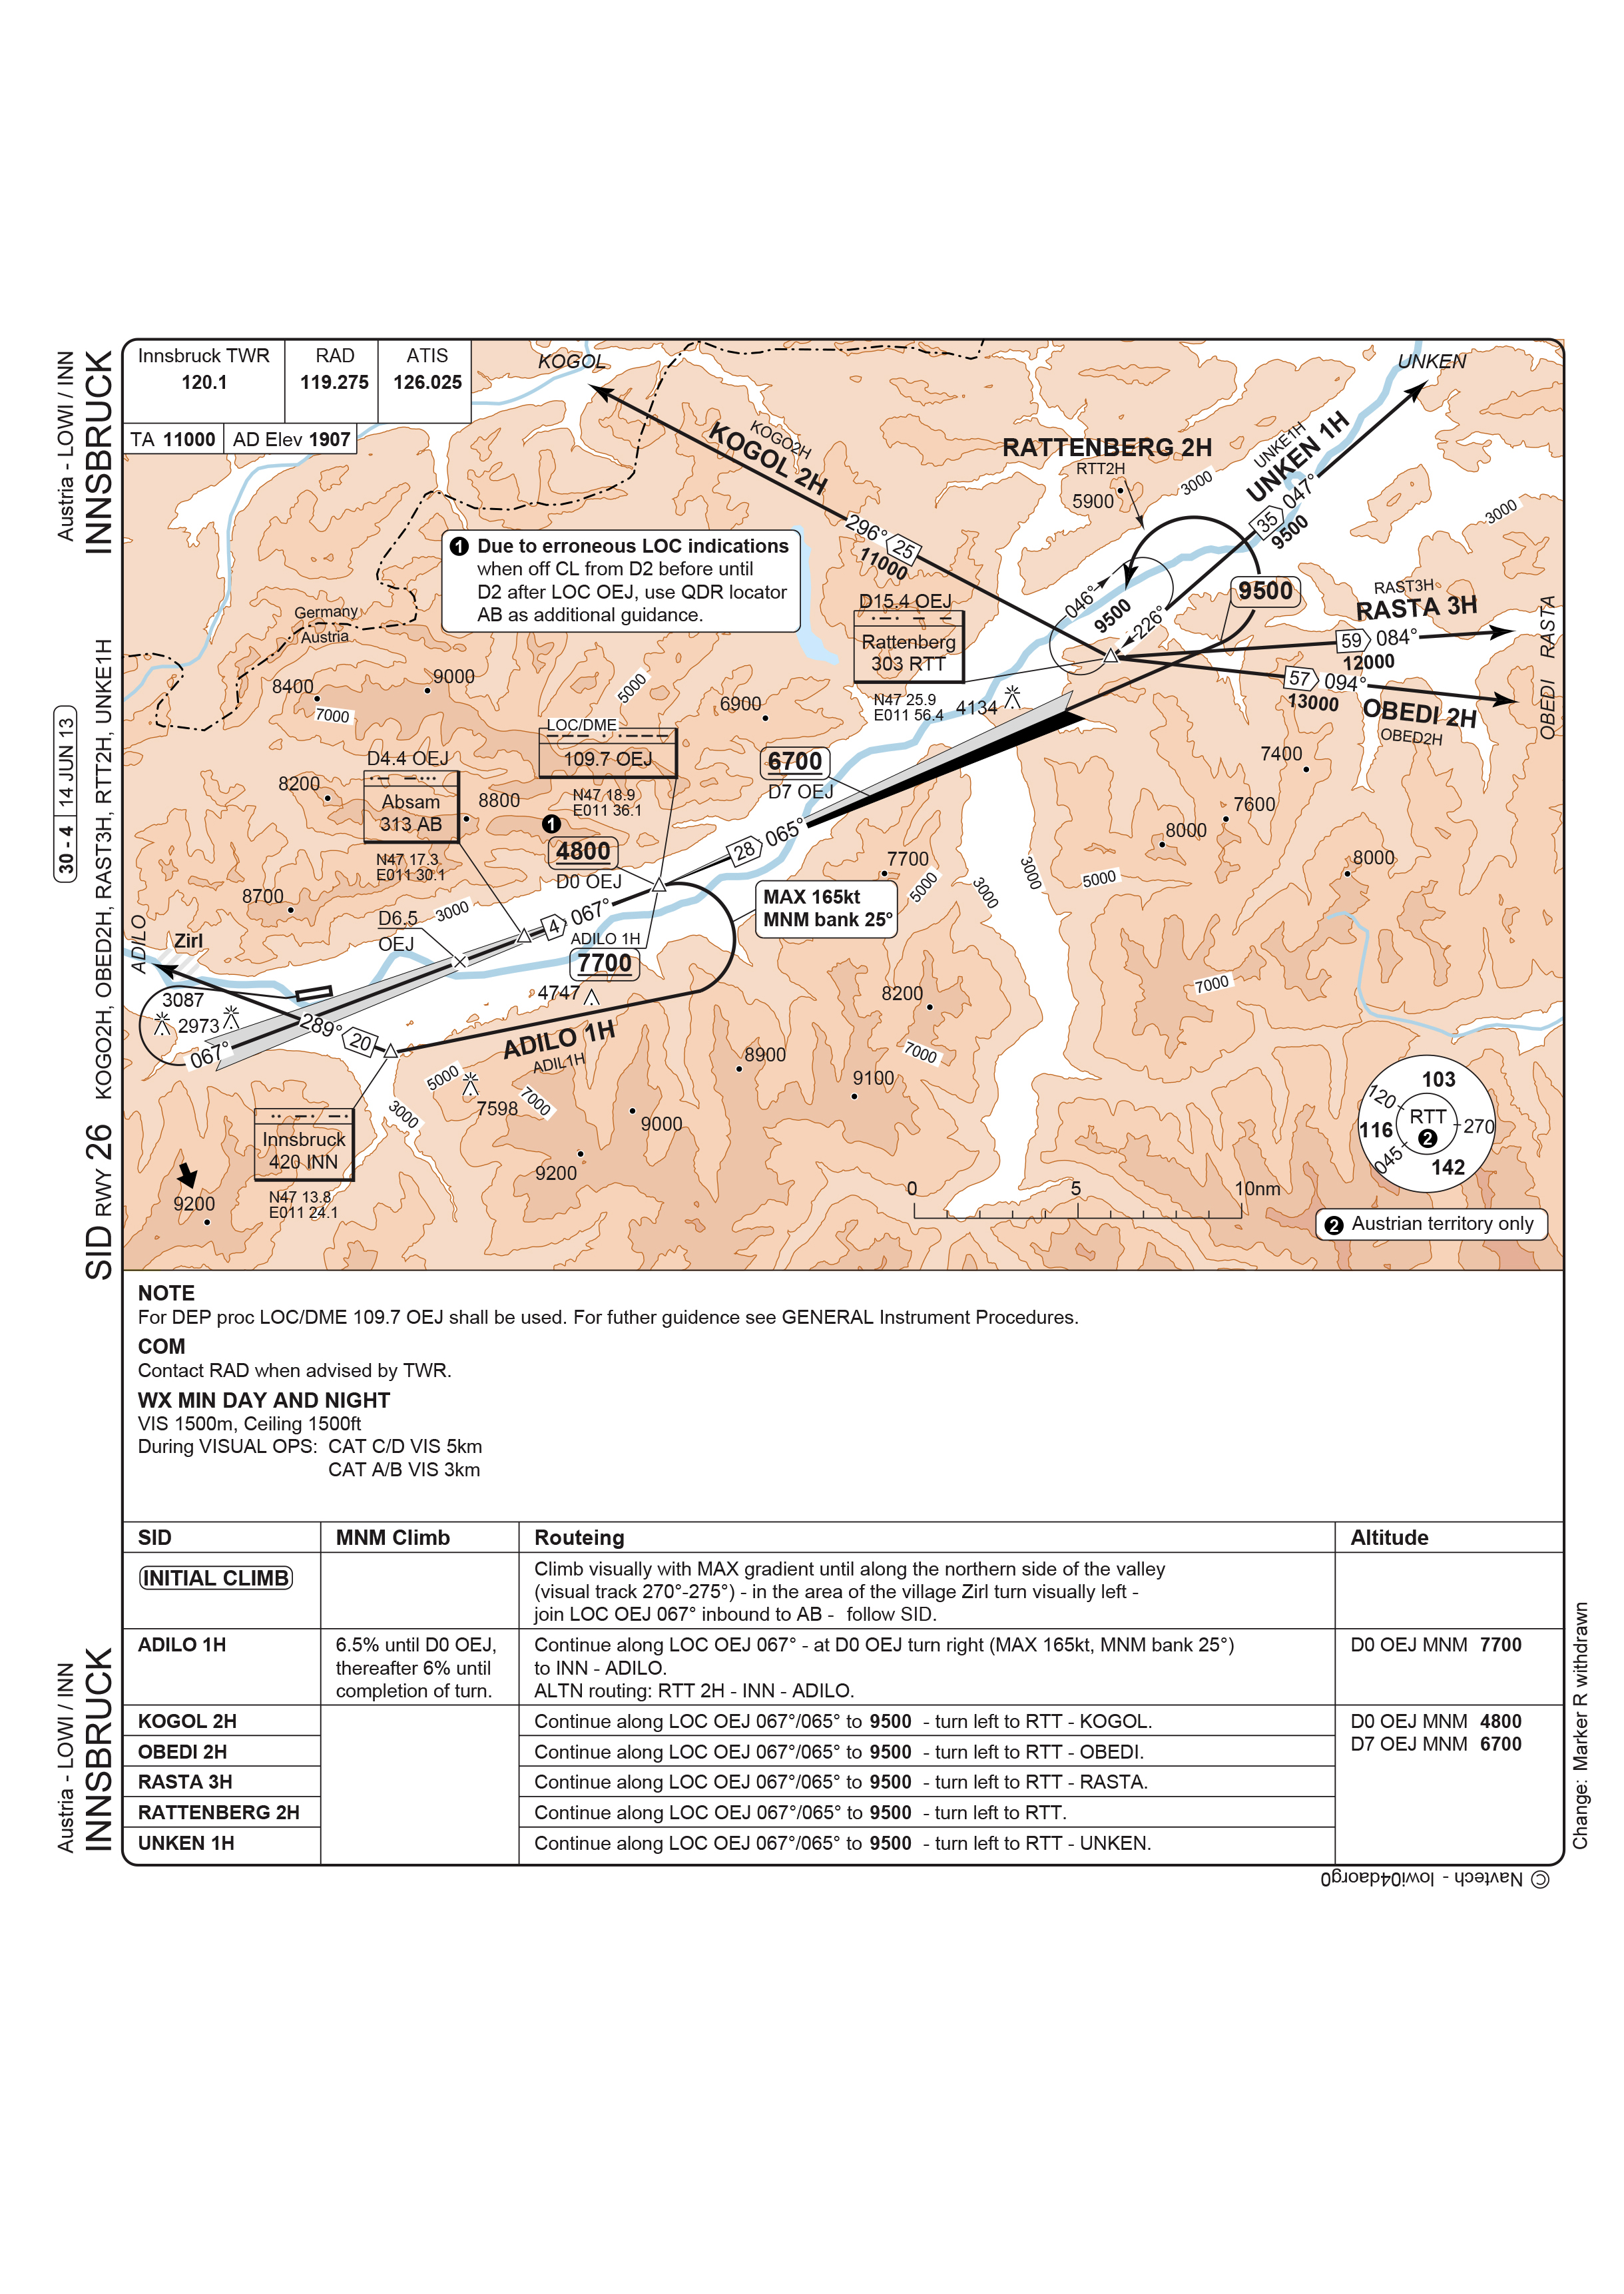 Austria - LOWI / INN
INNSBRUCK
30 - 4 | 14 JUN 13
SID RWY 26 KOGO2H, OBED2H, RAST3H, RTT2H, UNKE1H
Innsbruck TWR
120.1
RAD
119.275
ATIS
126.025
TA 11000
AD Elev 1907
KOGOL
UNKEN
KOGO2H
KOGOL 2H
RATTENBERG 2H
RTT2H
UNKE1H
UNKEN 1H
5900
3000
3000
296°
25
11000
35
047°
9500
❶ Due to erroneous LOC indications
when off CL from D2 before until
D2 after LOC OEJ, use QDR locator
AB as additional guidance.
Germany
Austria
D15.4 OEJ
Rattenberg
303 RTT
N47 25.9
E011 56.4
4134
046°
9500
226°
9500
RAST3H
RASTA 3H
59
084°
12000
57
094°
13000
OBEDI 2H
OBED2H
RASTA
OBEDI
8400
7000
9000
5000
6900
LOC/DME
109.7 OEJ
N47 18.9
E011 36.1
D4.4 OEJ
Absam
313 AB
N47 17.3
E011 30.1
8200
8800
❶
4800
D0 OEJ
6700
D7 OEJ
28
065°
7400
7600
8000
8000
7700
5000
3000
3000
5000
MAX 165kt
MNM bank 25°
8700
3000
D6.5
OEJ
4
067°
ADILO 1H
7700
ADILO
Zirl
3087
2973
067°
289°
20
4747
ADILO 1H
ADIL1H
8200
7000
8900
7000
9100
5000
7598
7000
3000
9000
9200
Innsbruck
420 INN
N47 13.8
E011 24.1
9200
0
5
10nm
103
120
RTT
❷
270
116
045
142
❷ Austrian territory only
NOTE
For DEP proc LOC/DME 109.7 OEJ shall be used. For futher guidence see GENERAL Instrument Procedures.
COM
Contact RAD when advised by TWR.
WX MIN DAY AND NIGHT
VIS 1500m, Ceiling 1500ft
During VISUAL OPS: CAT C/D VIS 5km
CAT A/B VIS 3km
SID
MNM Climb
Routeing
Altitude
INITIAL CLIMB
Climb visually with MAX gradient until along the northern side of the valley
(visual track 270°-275°) - in the area of the village Zirl turn visually left -
join LOC OEJ 067° inbound to AB - follow SID.
ADILO 1H
6.5% until D0 OEJ,
thereafter 6% until
completion of turn.
Continue along LOC OEJ 067° - at D0 OEJ turn right (MAX 165kt, MNM bank 25°)
to INN - ADILO.
ALTN routing: RTT 2H - INN - ADILO.
D0 OEJ MNM 7700
KOGOL 2H
Continue along LOC OEJ 067°/065° to 9500 - turn left to RTT - KOGOL.
D0 OEJ MNM 4800
D7 OEJ MNM 6700
OBEDI 2H
Continue along LOC OEJ 067°/065° to 9500 - turn left to RTT - OBEDI.
RASTA 3H
Continue along LOC OEJ 067°/065° to 9500 - turn left to RTT - RASTA.
RATTENBERG 2H
Continue along LOC OEJ 067°/065° to 9500 - turn left to RTT.
UNKEN 1H
Continue along LOC OEJ 067°/065° to 9500 - turn left to RTT - UNKEN.
Austria - LOWI / INN
INNSBRUCK
Change: Marker R withdrawn
© Navtech - lowi04daorg0